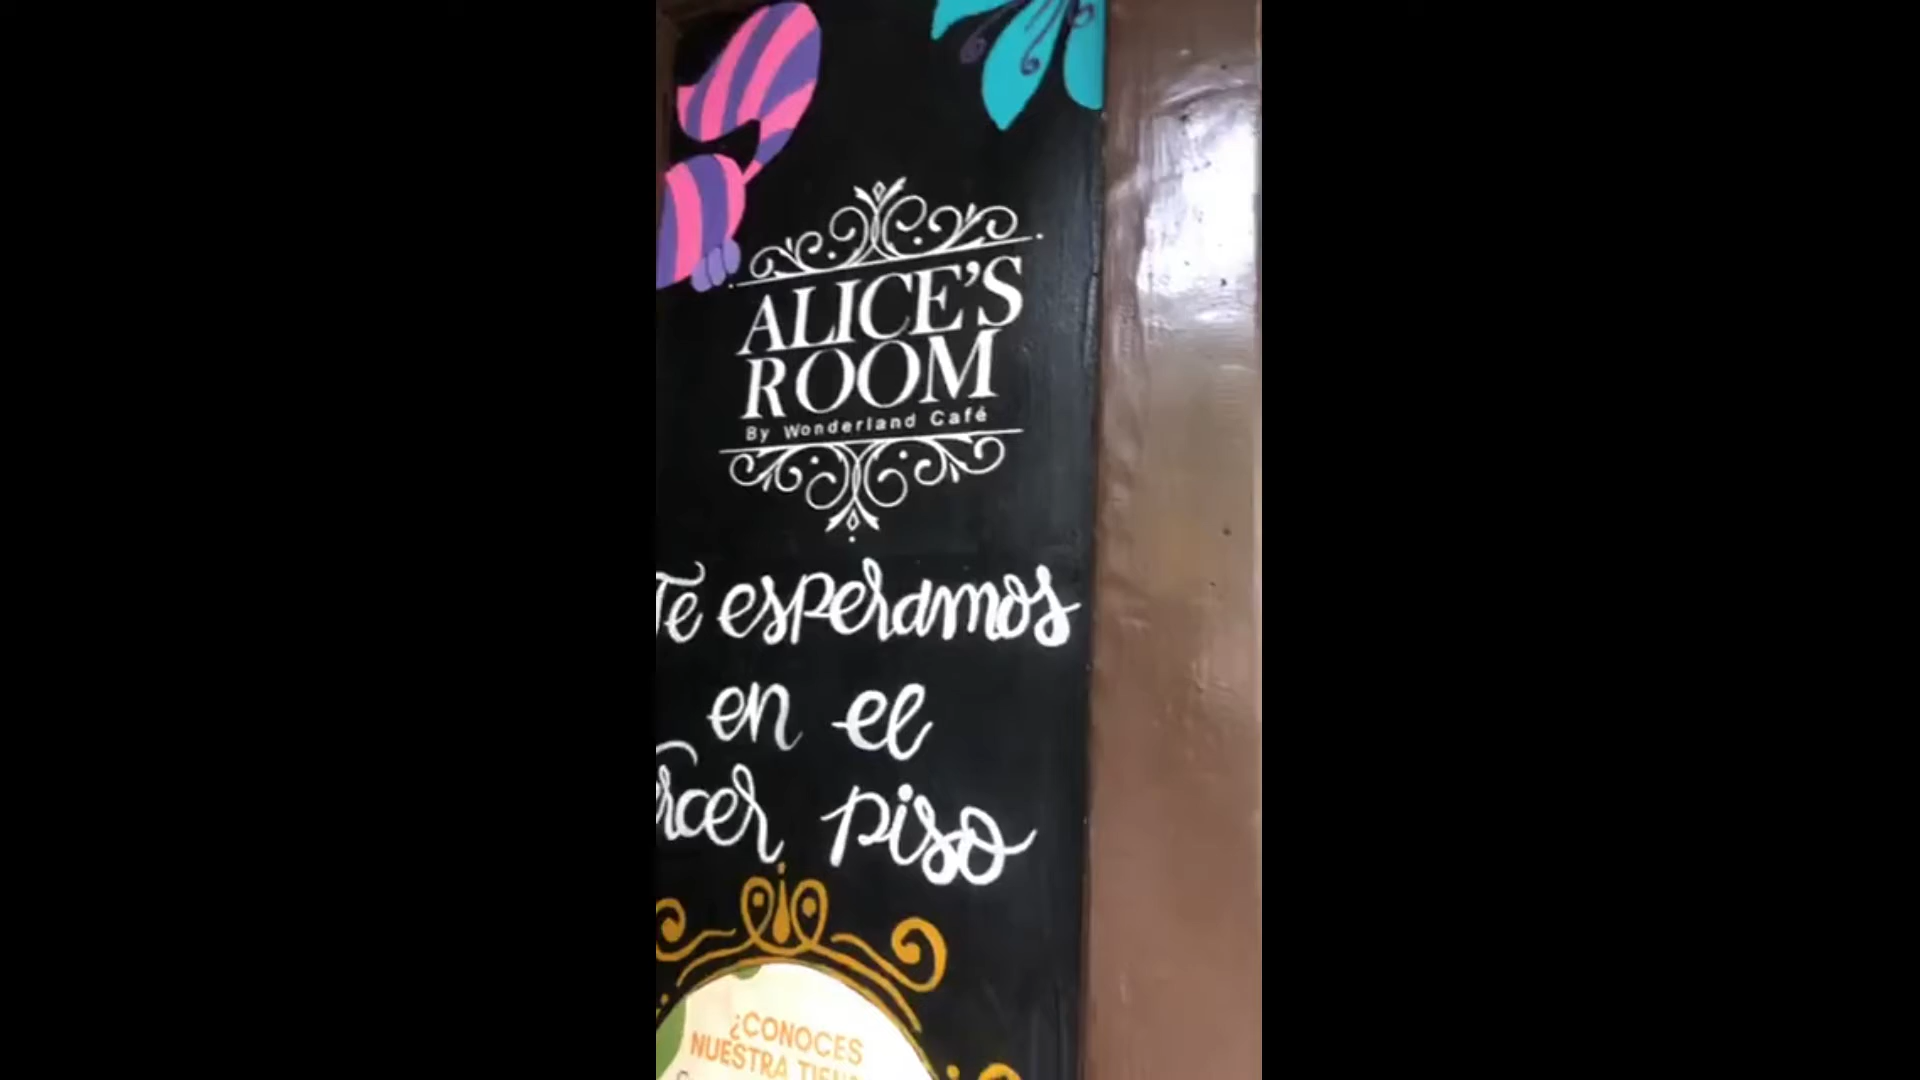 ALICE'S
ROOM
By Wonderland Café
Te esperamos
en el
piso
¿CONOCES
NUESTRA